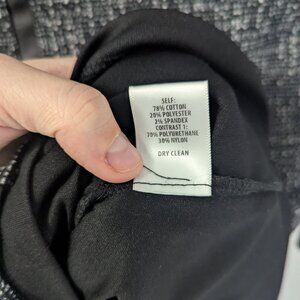 SELF:
78% COTTON
20% POLYESTER
2% SPANDEX
CONTRAST 1:
70% POLYURETHANE
30% NYLON
DRY CLEAN